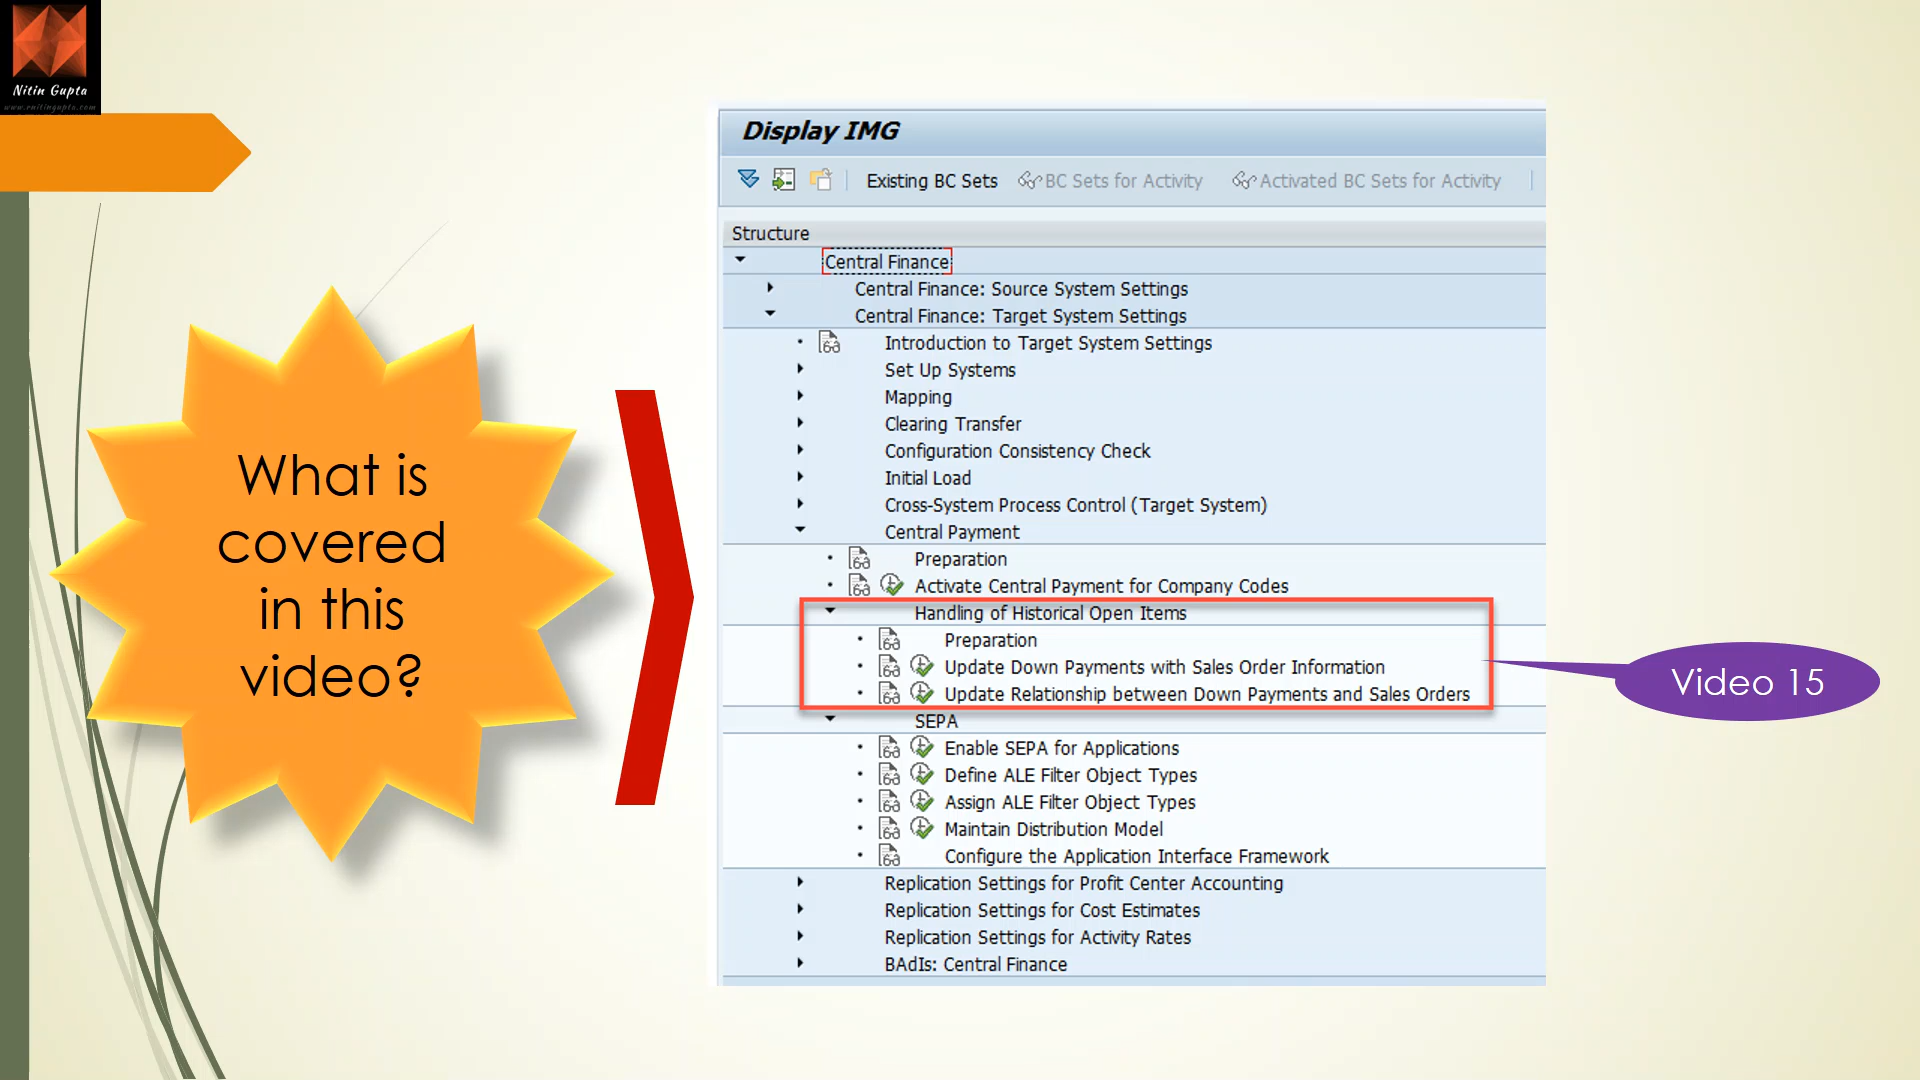 Nitin Gupta
www.enitingupta.com
What is
covered
in this
video?
Display IMG
Existing BC Sets BC Sets for Activity Activated BC Sets for Activity
Structure
Central Finance
Central Finance: Source System Settings
Central Finance: Target System Settings
Introduction to Target System Settings
Set Up Systems
Mapping
Clearing Transfer
Configuration Consistency Check
Initial Load
Cross-System Process Control (Target System)
Central Payment
Preparation
Activate Central Payment for Company Codes
Handling of Historical Open Items
Preparation
Update Down Payments with Sales Order Information
Update Relationship between Down Payments and Sales Orders
SEPA
Enable SEPA for Applications
Define ALE Filter Object Types
Assign ALE Filter Object Types
Maintain Distribution Model
Configure the Application Interface Framework
Replication Settings for Profit Center Accounting
Replication Settings for Cost Estimates
Replication Settings for Activity Rates
BAdIs: Central Finance
Video 15